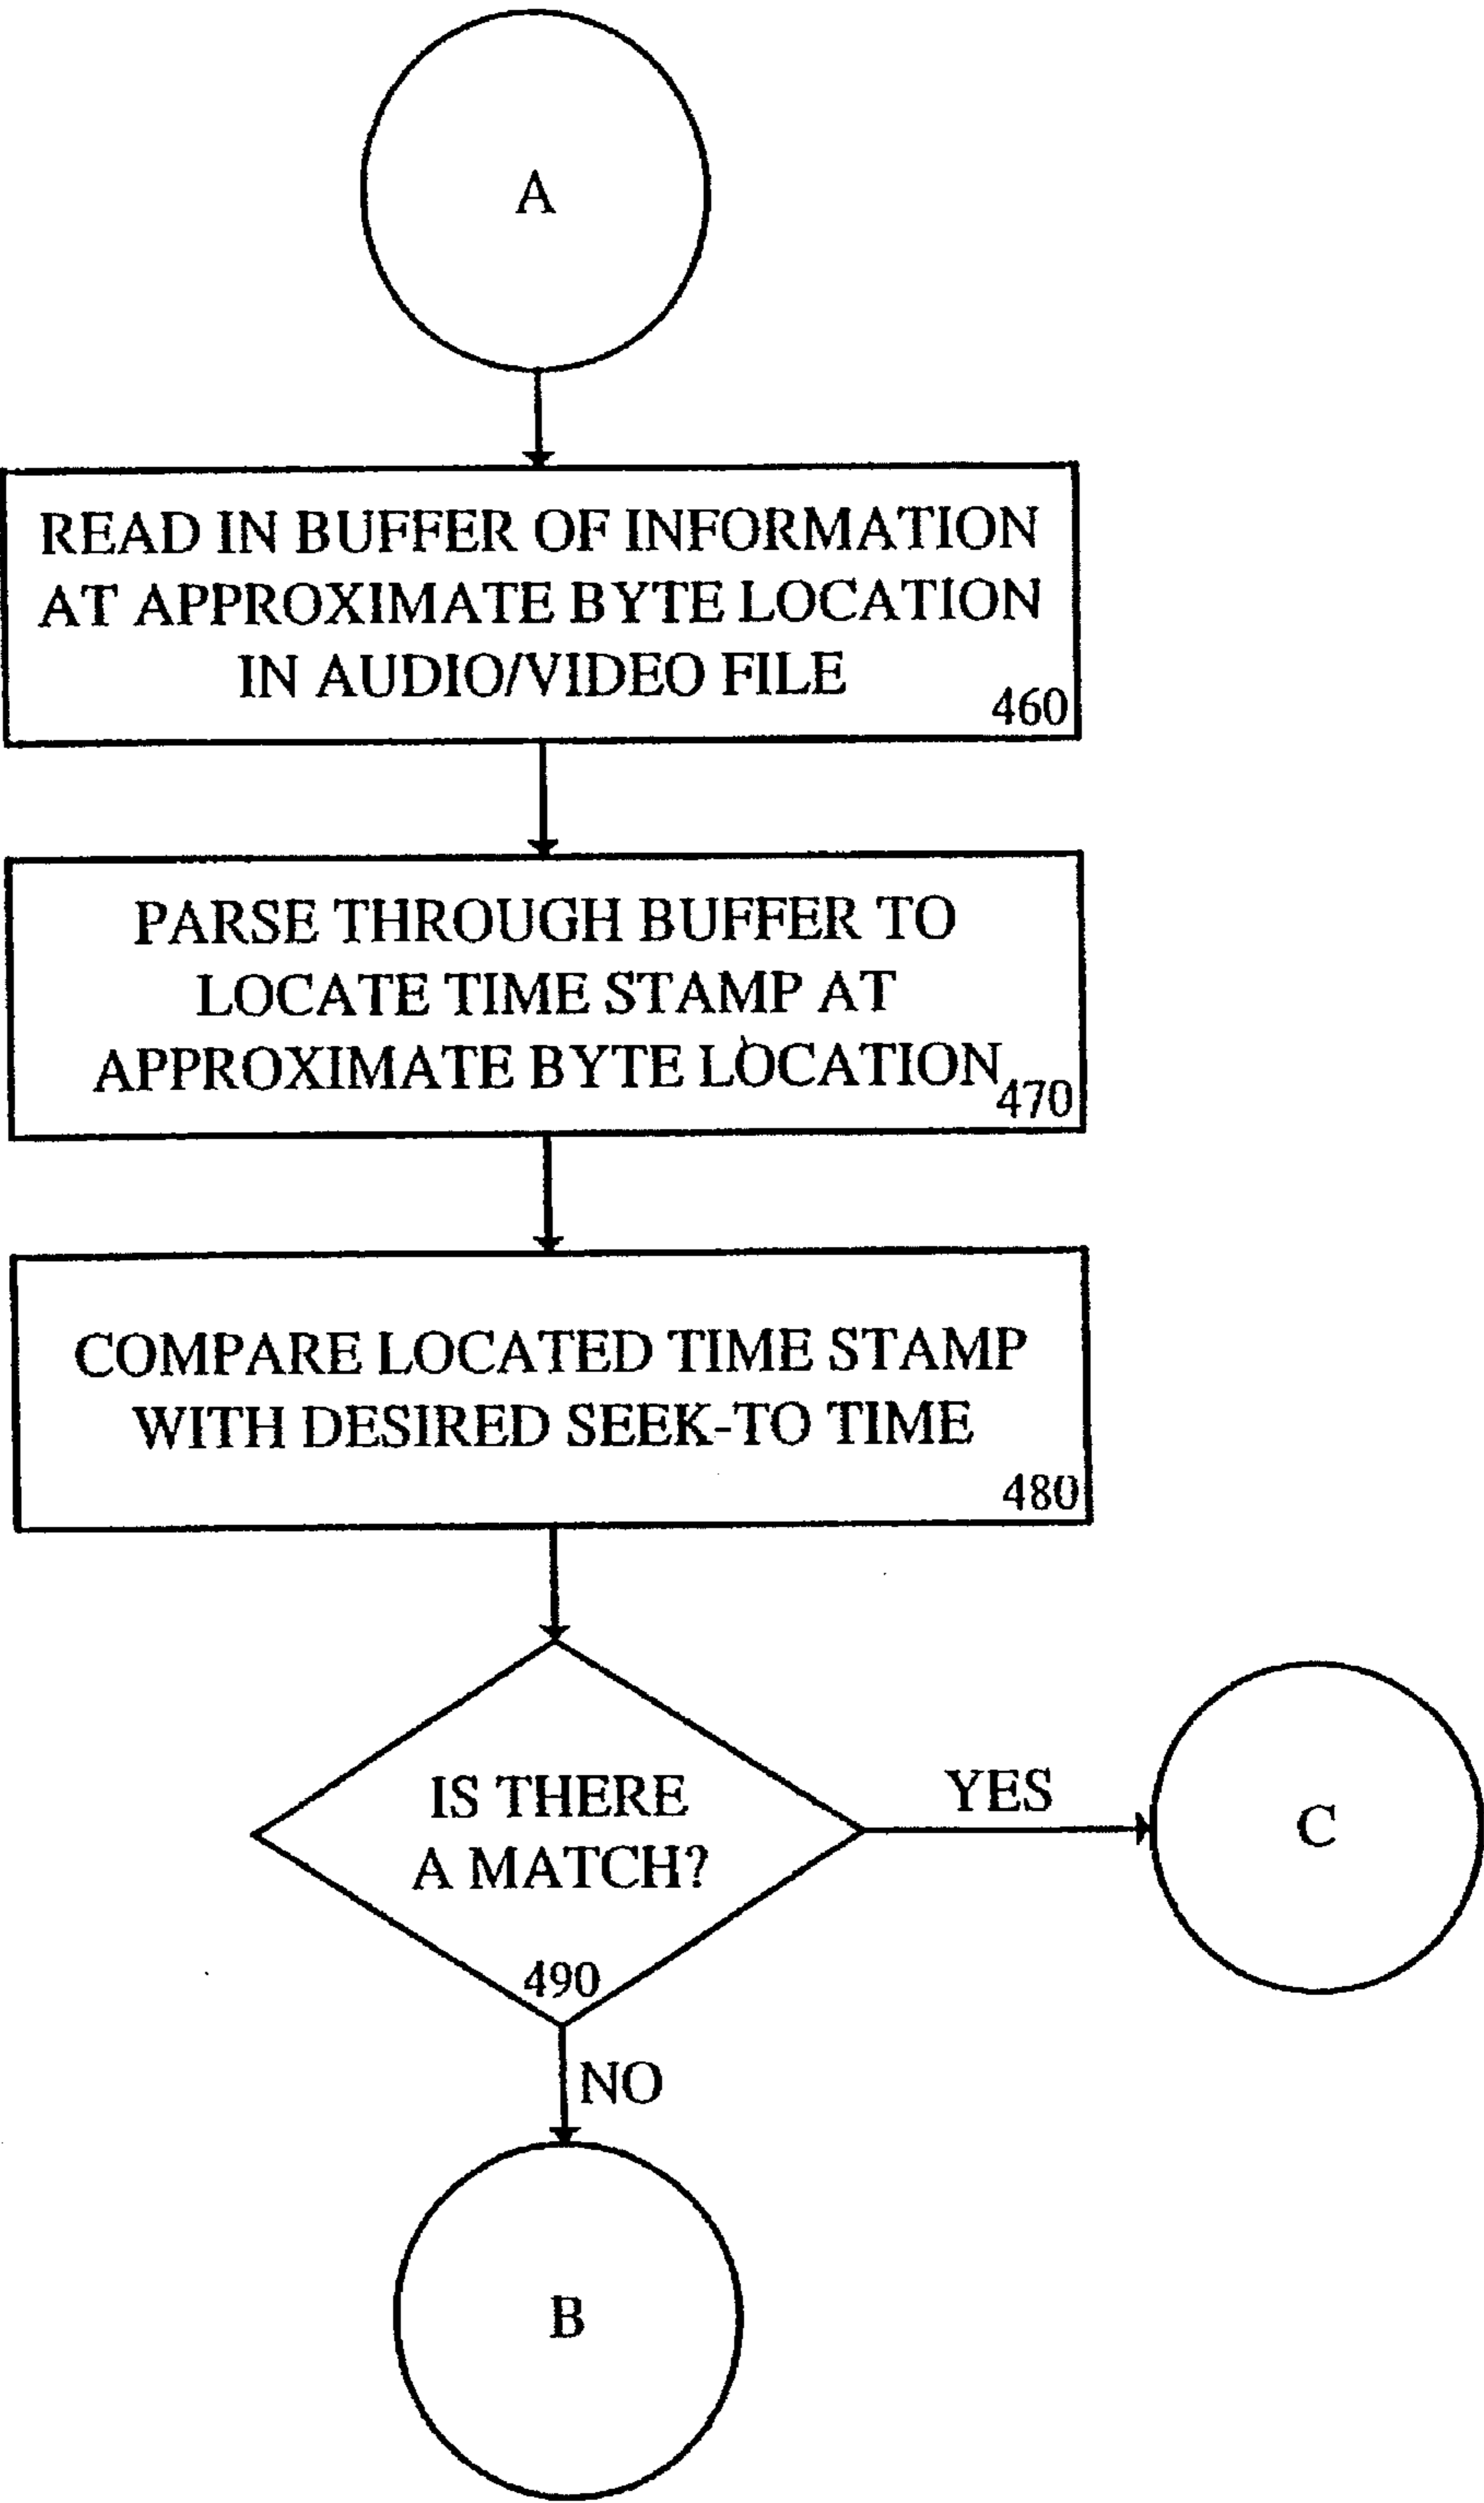 A
READ IN BUFFER OF INFORMATION
AT APPROXIMATE BYTE LOCATION
IN AUDIO/VIDEO FILE
460
PARSE THROUGH BUFFER TO
LOCATE TIME STAMP AT
APPROXIMATE BYTE LOCATION
470
COMPARE LOCATED TIME STAMP
WITH DESIRED SEEK-TO TIME
480
IS THERE
A MATCH?
490
YES
C
NO
B